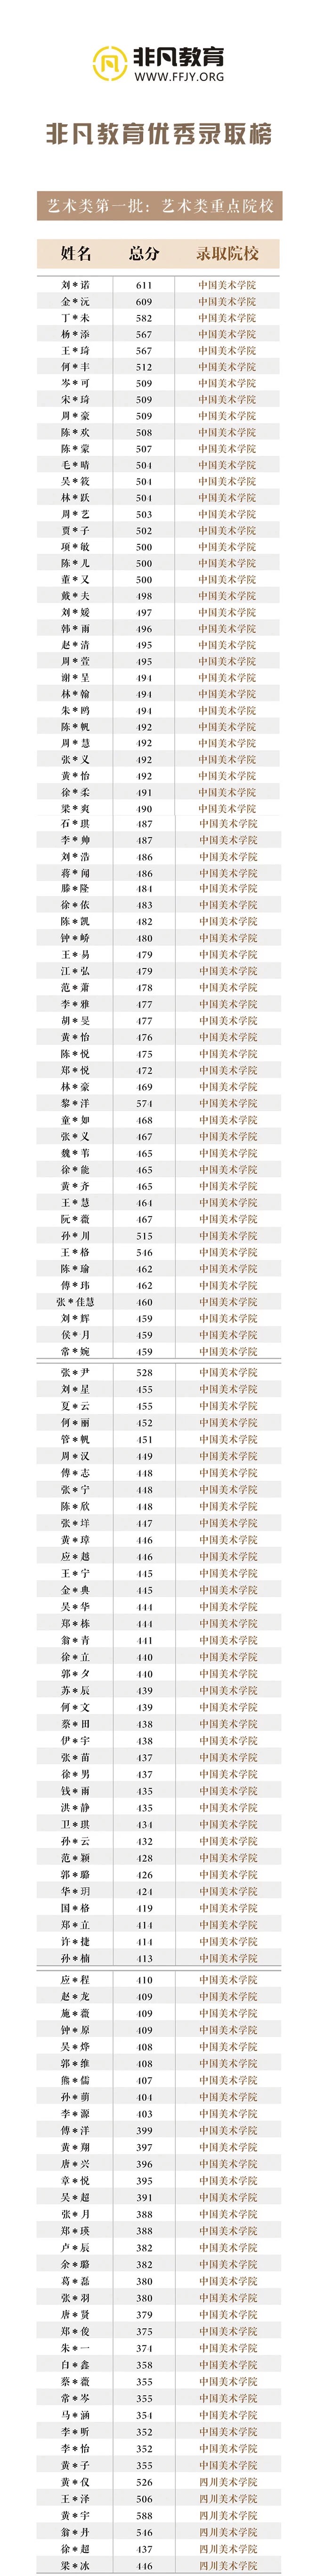 非凡教育
WWW.FFJY.ORG
非凡教育优秀录取榜
艺术类第一批：艺术类重点院校
姓名 总分 录取院校
刘*诺 611 中国美术学院
金*沅 609 中国美术学院
丁*未 582 中国美术学院
杨*添 567 中国美术学院
王*琦 567 中国美术学院
何*丰 512 中国美术学院
岑*可 509 中国美术学院
宋*琦 509 中国美术学院
周*豪 509 中国美术学院
陈*欢 508 中国美术学院
陈*蒙 507 中国美术学院
毛*晴 504 中国美术学院
吴*筱 504 中国美术学院
林*跃 504 中国美术学院
周*艺 503 中国美术学院
贾*子 502 中国美术学院
项*敏 500 中国美术学院
陈*儿 500 中国美术学院
董*又 500 中国美术学院
戴*夫 498 中国美术学院
刘*媛 497 中国美术学院
韩*雨 496 中国美术学院
赵*清 495 中国美术学院
周*萱 495 中国美术学院
谢*呈 494 中国美术学院
林*翰 494 中国美术学院
朱*鸥 494 中国美术学院
陈*帆 492 中国美术学院
周*慧 492 中国美术学院
张*义 492 中国美术学院
黄*怡 492 中国美术学院
徐*柔 491 中国美术学院
梁*爽 490 中国美术学院
石*琪 487 中国美术学院
李*帅 487 中国美术学院
刘*浩 486 中国美术学院
蒋*闻 486 中国美术学院
滕*隆 484 中国美术学院
徐*依 483 中国美术学院
陈*凯 482 中国美术学院
钟*峤 480 中国美术学院
王*易 479 中国美术学院
江*弘 479 中国美术学院
范*萧 478 中国美术学院
李*雅 477 中国美术学院
胡*旻 477 中国美术学院
黄*怡 476 中国美术学院
陈*悦 475 中国美术学院
郑*悦 472 中国美术学院
林*豪 469 中国美术学院
黎*洋 574 中国美术学院
童*如 468 中国美术学院
张*义 467 中国美术学院
魏*苇 465 中国美术学院
徐*能 465 中国美术学院
黄*齐 465 中国美术学院
王*慧 464 中国美术学院
阮*薇 467 中国美术学院
孙*川 515 中国美术学院
王*格 546 中国美术学院
陈*瑜 462 中国美术学院
傅*玮 462 中国美术学院
张*佳慧 460 中国美术学院
刘*辉 459 中国美术学院
侯*月 459 中国美术学院
常*婉 459 中国美术学院
张*尹 528 中国美术学院
刘*星 455 中国美术学院
夏*云 455 中国美术学院
何*丽 452 中国美术学院
管*帆 451 中国美术学院
周*汉 449 中国美术学院
傅*志 448 中国美术学院
张*宁 448 中国美术学院
陈*欣 448 中国美术学院
张*垟 447 中国美术学院
黄*璋 446 中国美术学院
应*越 446 中国美术学院
王*宁 445 中国美术学院
金*典 445 中国美术学院
吴*华 444 中国美术学院
郑*栋 444 中国美术学院
翁*青 441 中国美术学院
徐*立 440 中国美术学院
郭*夕 440 中国美术学院
苏*辰 439 中国美术学院
何*文 439 中国美术学院
蔡*田 438 中国美术学院
伊*宇 438 中国美术学院
张*苗 437 中国美术学院
徐*男 437 中国美术学院
钱*雨 435 中国美术学院
洪*静 435 中国美术学院
卫*琪 434 中国美术学院
孙*云 432 中国美术学院
范*颖 428 中国美术学院
郭*璐 426 中国美术学院
华*玥 424 中国美术学院
国*格 419 中国美术学院
郑*立 414 中国美术学院
许*捷 414 中国美术学院
孙*楠 413 中国美术学院
应*程 410 中国美术学院
赵*龙 409 中国美术学院
施*薇 409 中国美术学院
钟*原 409 中国美术学院
吴*烨 408 中国美术学院
郭*维 408 中国美术学院
熊*儒 407 中国美术学院
孙*萌 404 中国美术学院
李*源 403 中国美术学院
傅*洋 399 中国美术学院
黄*翔 397 中国美术学院
唐*兴 396 中国美术学院
章*悦 395 中国美术学院
吴*超 391 中国美术学院
张*月 388 中国美术学院
郑*瑛 388 中国美术学院
卢*辰 382 中国美术学院
余*璐 382 中国美术学院
葛*磊 380 中国美术学院
张*羽 380 中国美术学院
唐*贤 379 中国美术学院
郑*俊 375 中国美术学院
朱*一 374 中国美术学院
白*鑫 358 中国美术学院
蔡*薇 355 中国美术学院
常*岑 355 中国美术学院
马*涵 354 中国美术学院
李*昕 352 中国美术学院
李*怡 352 中国美术学院
黄*子 355 中国美术学院
黄*仪 526 四川美术学院
王*泽 506 四川美术学院
黄*宇 588 四川美术学院
翁*丹 546 四川美术学院
徐*超 437 四川美术学院
梁*冰 446 四川美术学院